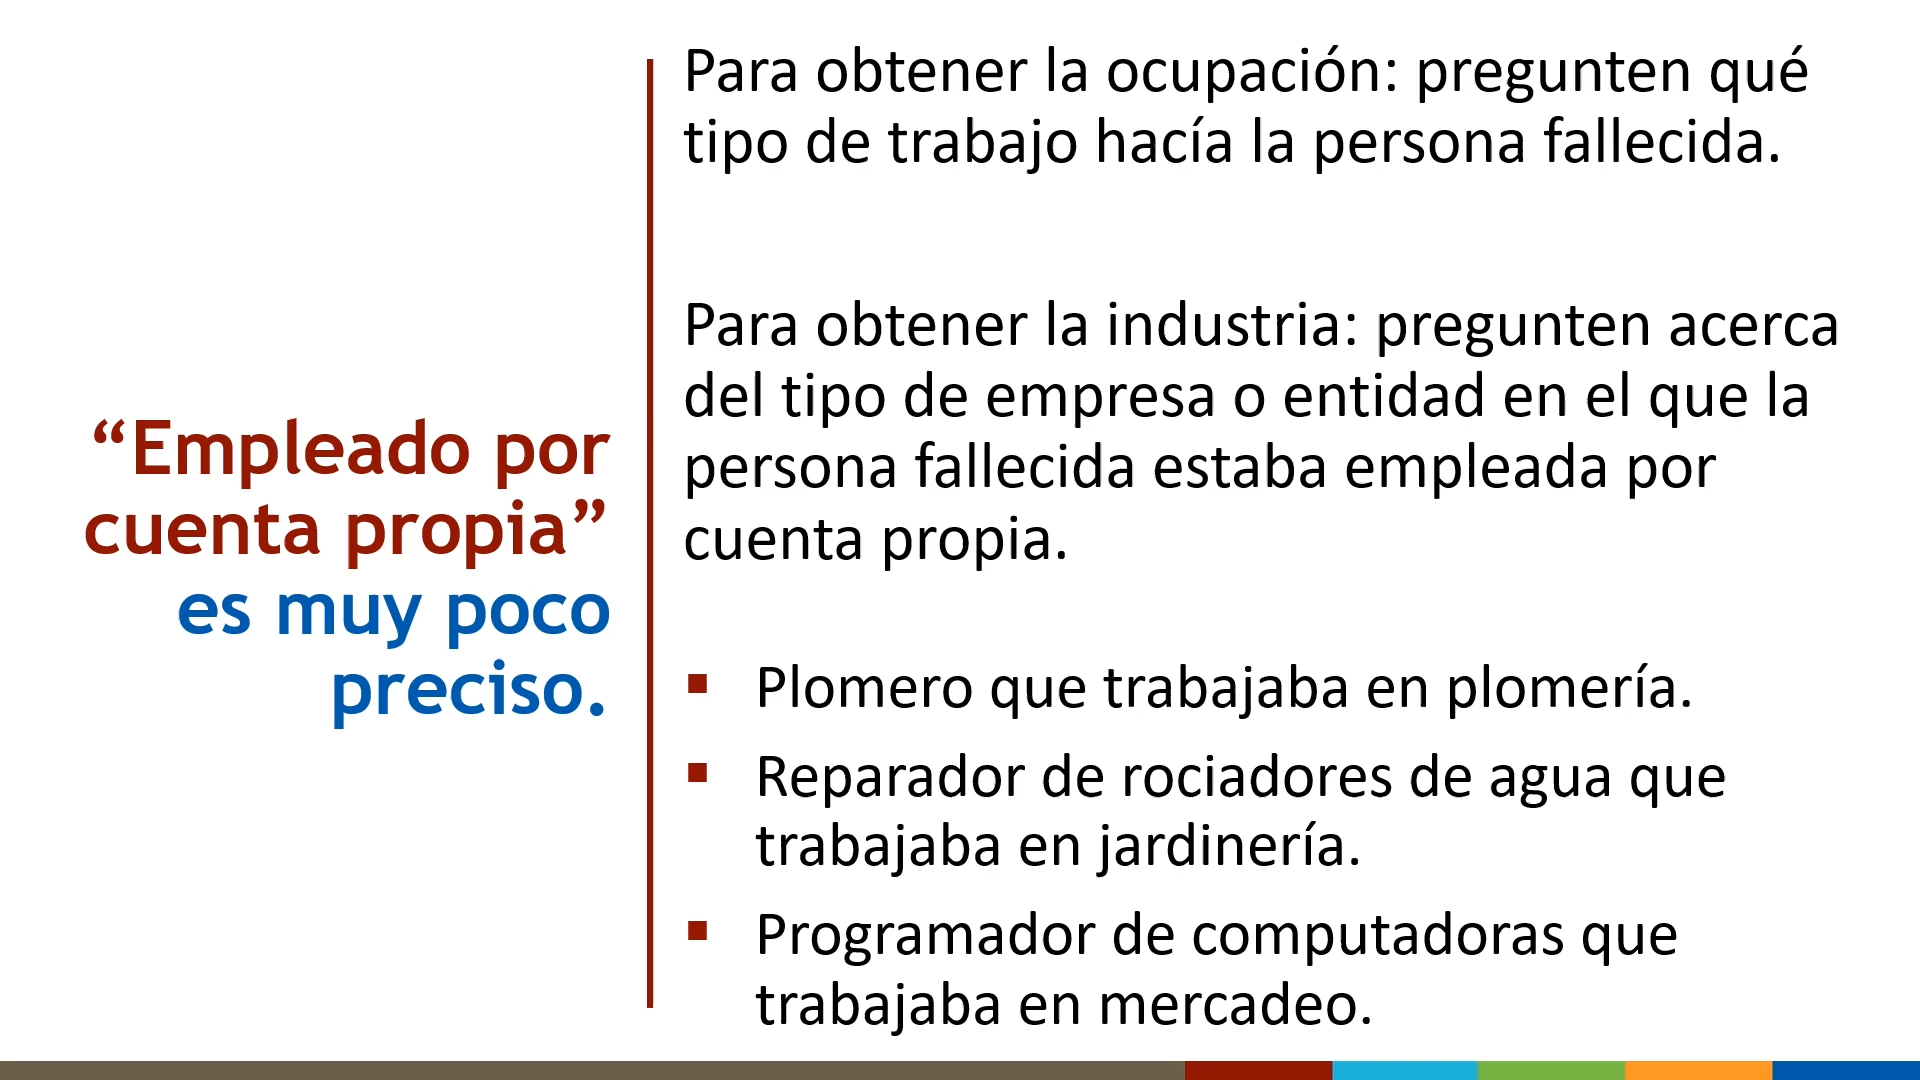 “Empleado por
cuenta propia”
es muy poco
preciso.
Para obtener la ocupación: pregunten qué
tipo de trabajo hacía la persona fallecida.
Para obtener la industria: pregunten acerca
del tipo de empresa o entidad en el que la
persona fallecida estaba empleada por
cuenta propia.
▪ Plomero que trabajaba en plomería.
▪ Reparador de rociadores de agua que
trabajaba en jardinería.
▪ Programador de computadoras que
trabajaba en mercadeo.